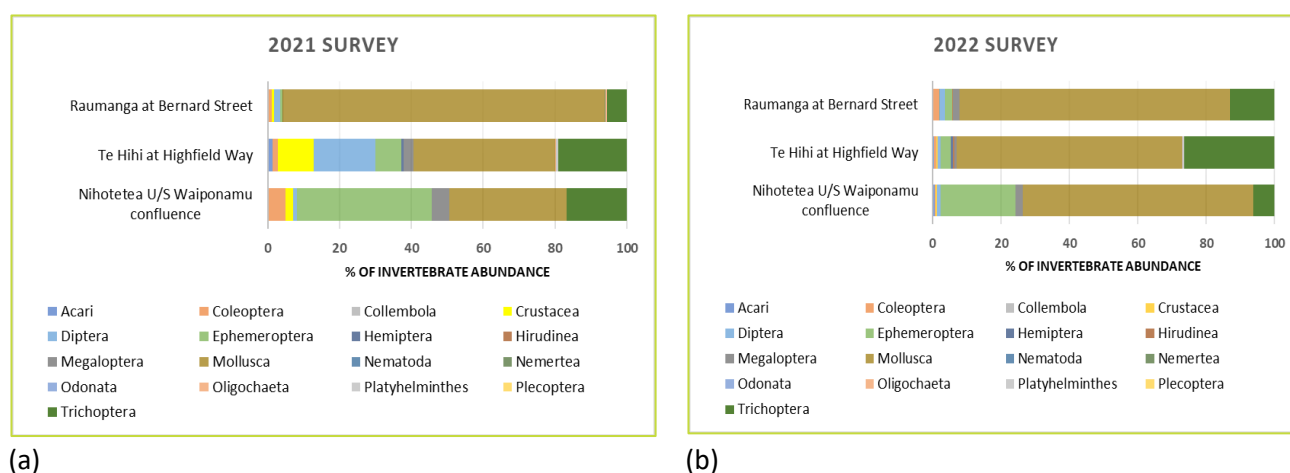 2021 SURVEY
Raumanga at Bernard Street
Te Hihi at Highfield Way
Nihotetea U/S Waiponamu
confluence
0 20 40 60 80 100
% OF INVERTEBRATE ABUNDANCE
Acari Coleoptera Collembola Crustacea
Diptera Ephemeroptera Hemiptera Hirudinea
Megaloptera Mollusca Nematoda Nemertea
Odonata Oligochaeta Platyhelminthes Plecoptera
Trichoptera
(a)
2022 SURVEY
Raumanga at Bernard Street
Te Hihi at Highfield Way
Nihotetea U/S Waiponamu
confluence
0 20 40 60 80 100
% OF INVERTEBRATE ABUNDANCE
Acari Coleoptera Collembola Crustacea
Diptera Ephemeroptera Hemiptera Hirudinea
Megaloptera Mollusca Nematoda Nemertea
Odonata Oligochaeta Platyhelminthes Plecoptera
Trichoptera
(b)